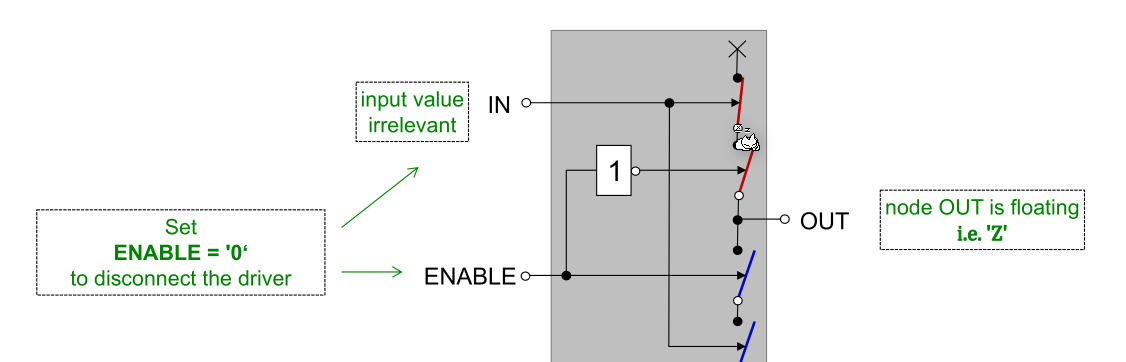 input value
irrelevant
IN
1
Set
ENABLE = '0‘
to disconnect the driver
ENABLE
OUT
node OUT is floating
i.e. 'Z'
z